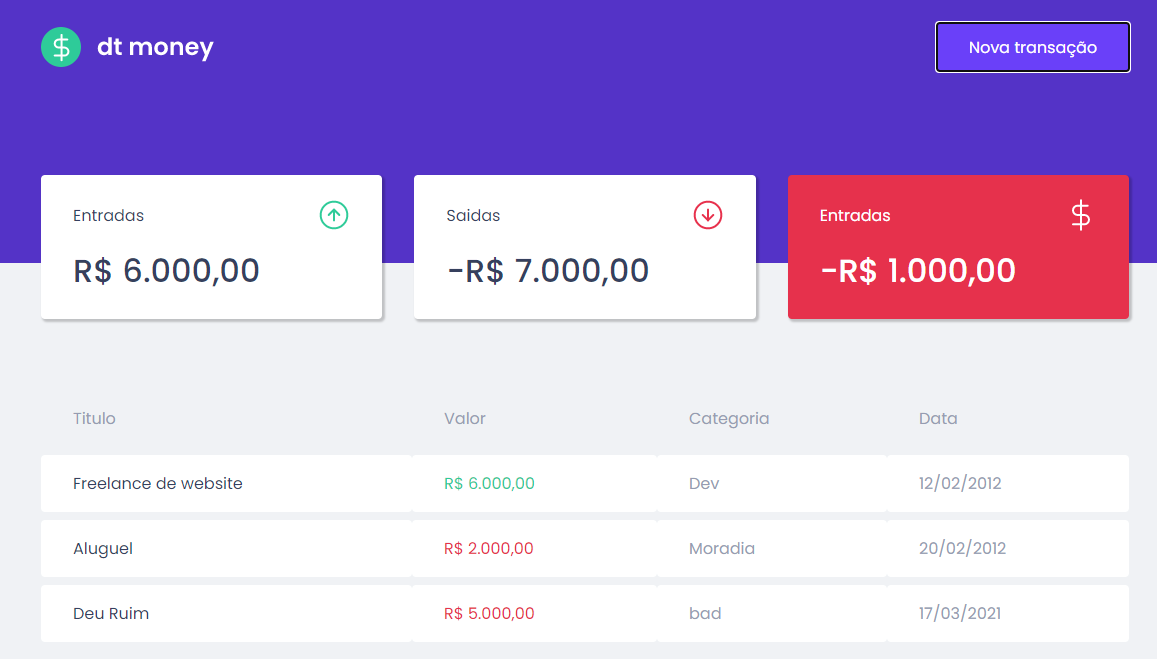 $ dt money
Nova transação
Entradas
R$ 6.000,00
Saidas
-R$ 7.000,00
Entradas $
-R$ 1.000,00
Titulo Valor Categoria Data
Freelance de website R$ 6.000,00 Dev 12/02/2012
Aluguel R$ 2.000,00 Moradia 20/02/2012
Deu Ruim R$ 5.000,00 bad 17/03/2021